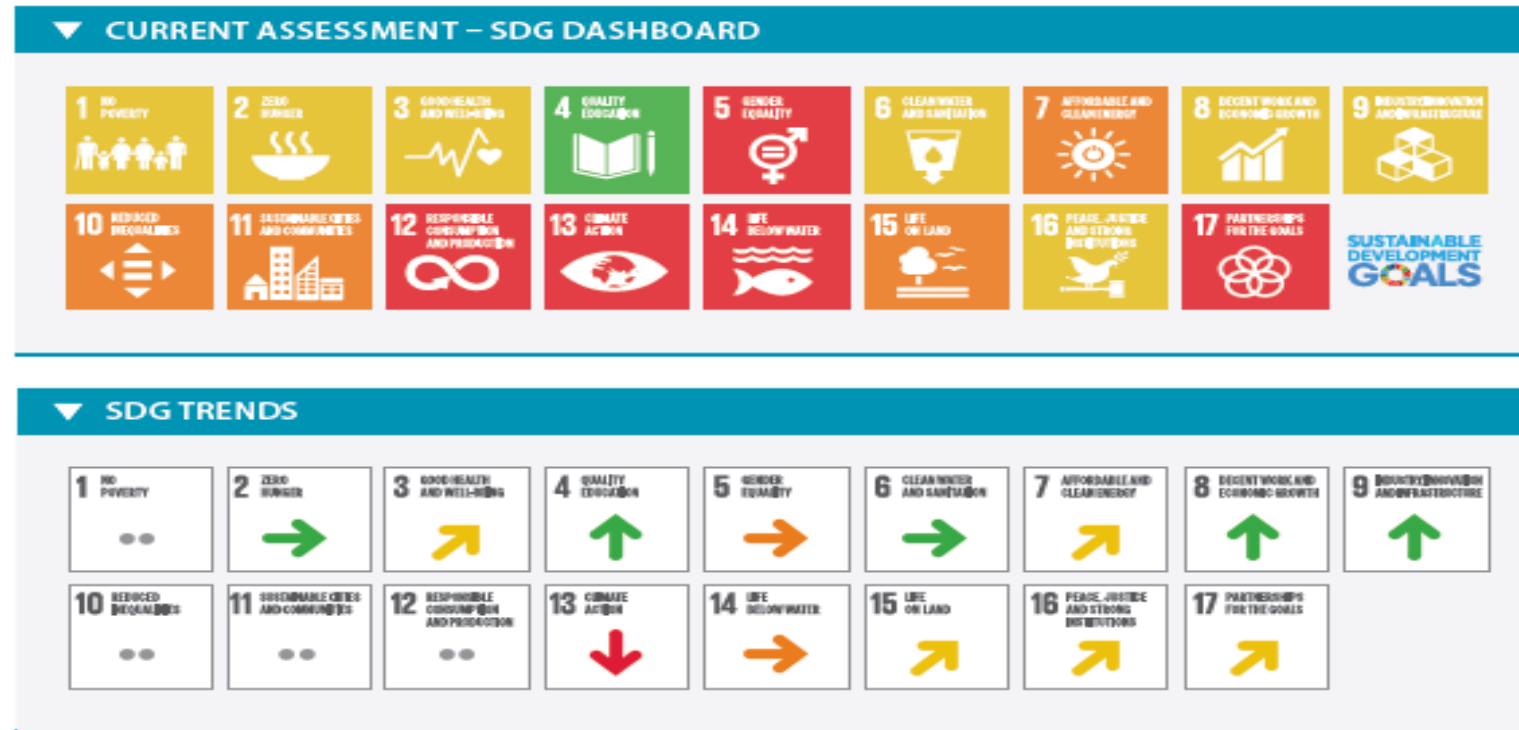 ▼ CURRENT ASSESSMENT – SDG DASHBOARD
1 NO
POVERTY
2 ZERO
HUNGER
3 GOOD HEALTH
AND WELL-BEING
4 QUALITY
EDUCATION
5 GENDER
EQUALITY
6 CLEAN WATER
AND SANITATION
7 AFFORDABLE AND
CLEAN ENERGY
8 DECENT WORK AND
ECONOMIC GROWTH
9 INDUSTRY, INNOVATION
AND INFRASTRUCTURE
10 REDUCED
INEQUALITIES
11 SUSTAINABLE CITIES
AND COMMUNITIES
12 RESPONSIBLE
CONSUMPTION
AND PRODUCTION
13 CLIMATE
ACTION
14 LIFE
BELOW WATER
15 LIFE
ON LAND
16 PEACE, JUSTICE
AND STRONG
INSTITUTIONS
17 PARTNERSHIPS
FOR THE GOALS
SUSTAINABLE
DEVELOPMENT
GOALS
▼ SDG TRENDS
1 NO
POVERTY
2 ZERO
HUNGER
3 GOOD HEALTH
AND WELL-BEING
4 QUALITY
EDUCATION
5 GENDER
EQUALITY
6 CLEAN WATER
AND SANITATION
7 AFFORDABLE AND
CLEAN ENERGY
8 DECENT WORK AND
ECONOMIC GROWTH
9 INDUSTRY, INNOVATION
AND INFRASTRUCTURE
10 REDUCED
INEQUALITIES
11 SUSTAINABLE CITIES
AND COMMUNITIES
12 RESPONSIBLE
CONSUMPTION
AND PRODUCTION
13 CLIMATE
ACTION
14 LIFE
BELOW WATER
15 LIFE
ON LAND
16 PEACE, JUSTICE
AND STRONG
INSTITUTIONS
17 PARTNERSHIPS
FOR THE GOALS